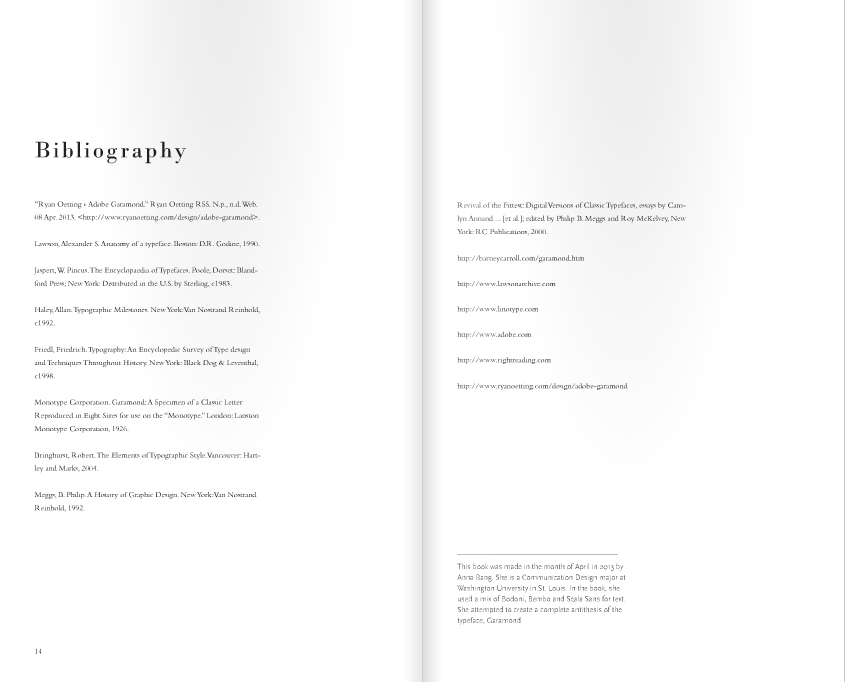 Bibliography
"Ryan Oetting • Adobe Garamond." Ryan Oetting RSS. N.p., n.d. Web.
08 Apr. 2013. <http://www.ryanoetting.com/design/adobe-garamond>.
Lawson, Alexander S. Anatomy of a typeface. Boston: D.R. Godine, 1990.
Jaspert, W. Pincus. The Encyclopaedia of Typefaces. Poole, Dorset: Bland-
ford Press; New York: Distributed in the U.S. by Sterling, c1983.
Haley, Allan. Typographic Milestones. New York: Van Nostrand Reinhold,
c1992.
Friedl, Friedrich. Typography: An Encyclopedic Survey of Type design
and Techniques Throughout History. New York: Black Dog & Leventhal,
c1998.
Monotype Corporation. Garamond: A Specimen of a Classic Letter
Reproduced in Eight Sizes for use on the "Monotype." London: Lanston
Monotype Corporation, 1926.
Bringhurst, Robert. The Elements of Typographic Style. Vancouver: Hart-
ley and Marks, 2004.
Meggs, B. Philip. A History of Graphic Design. New York: Van Nostrand
Reinhold, 1992.
14
Revival of the Fittest: Digital Versions of Classic Typefaces, essays by Caro-
lyn Annand ... [et al.]; edited by Philip B. Meggs and Roy McKelvey, New
York: RC Publications, 2000.
http://barneycarroll.com/garamond.htm
http://www.lawsonarchive.com
http://www.linotype.com
http://www.adobe.com
http://www.rightreading.com
http://www.ryanoetting.com/design/adobe-garamond
This book was made in the month of April in 2013 by
Anna Bang. She is a Communication Design major at
Washington University in St. Louis. In the book, she
used a mix of Bodoni, Bembo and Scala Sans for text.
She attempted to create a complete antithesis of the
typeface, Garamond.